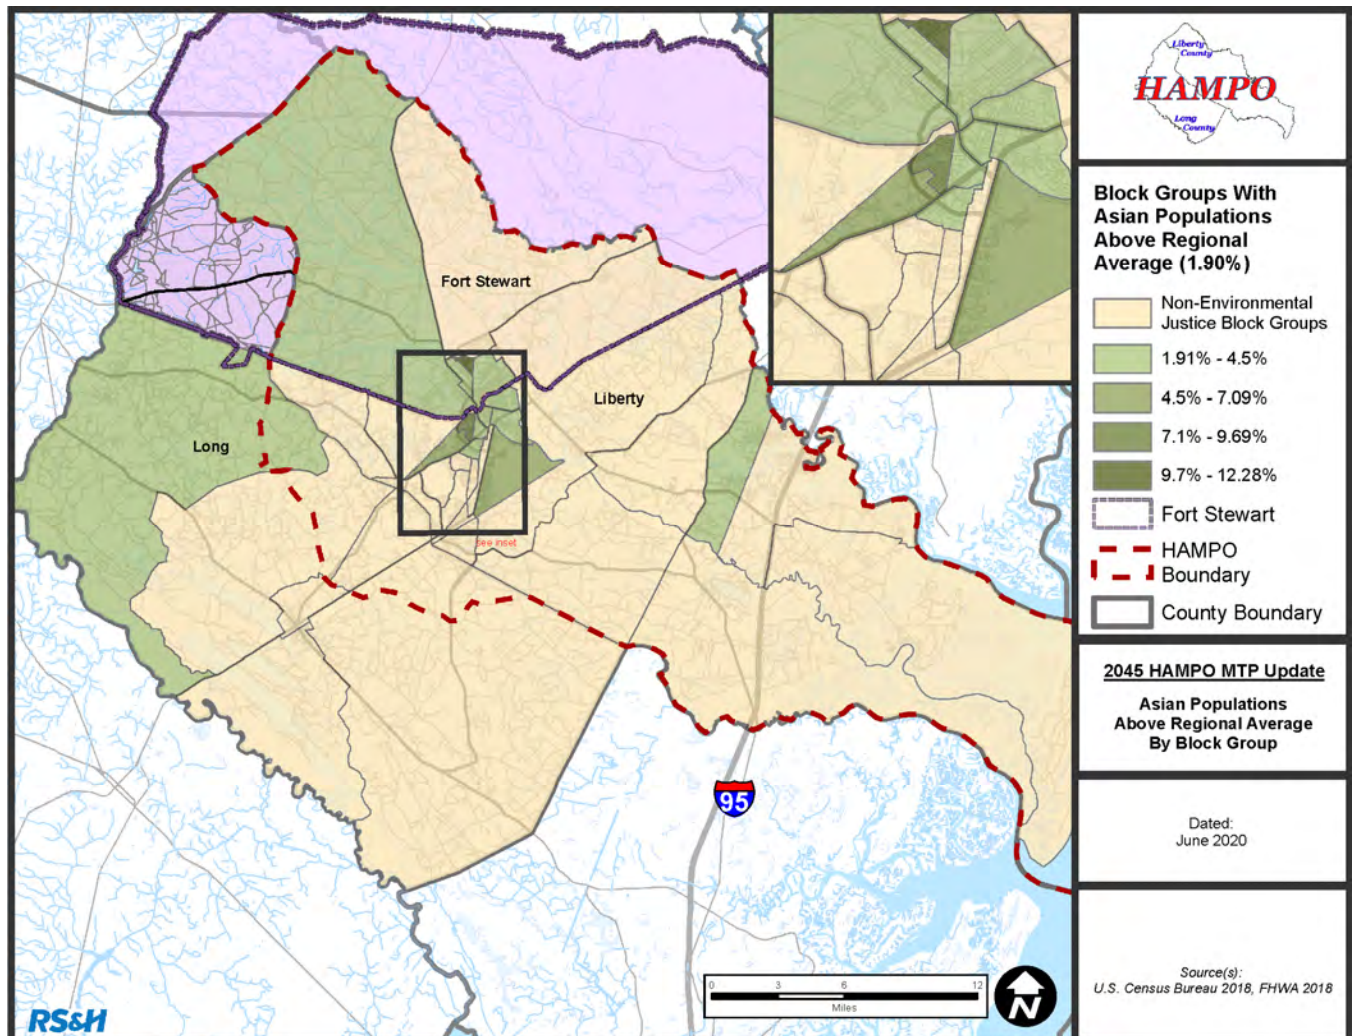 Fort Stewart
Liberty
Long
see inset
95
0 3 6 12
Miles
N
RS&H
Liberty
County
HAMPO
Long
County
Block Groups With
Asian Populations
Above Regional
Average (1.90%)
Non-Environmental
Justice Block Groups
1.91% - 4.5%
4.5% - 7.09%
7.1% - 9.69%
9.7% - 12.28%
Fort Stewart
HAMPO
Boundary
County Boundary
2045 HAMPO MTP Update
Asian Populations
Above Regional Average
By Block Group
Dated:
June 2020
Source(s):
U.S. Census Bureau 2018, FHWA 2018